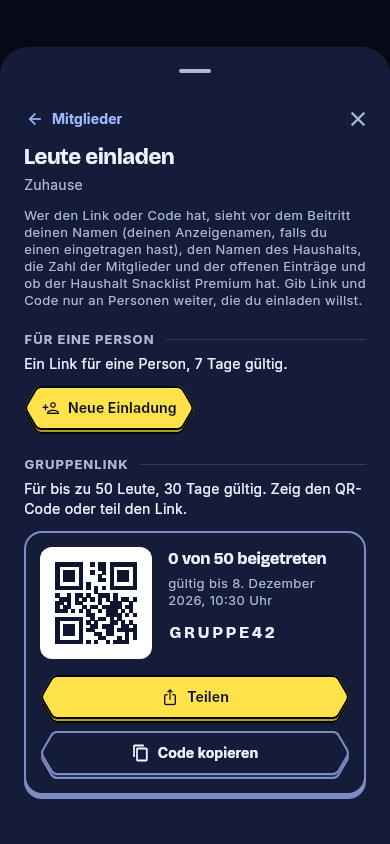 Mitglieder
Leute einladen
Zuhause
Wer den Link oder Code hat, sieht vor dem Beitritt
deinen Namen (deinen Anzeigenamen, falls du
einen eingetragen hast), den Namen des Haushalts,
die Zahl der Mitglieder und der offenen Einträge und
ob der Haushalt Snacklist Premium hat. Gib Link und
Code nur an Personen weiter, die du einladen willst.
FÜR EINE PERSON
Ein Link für eine Person, 7 Tage gültig.
Neue Einladung
GRUPPENLINK
Für bis zu 50 Leute, 30 Tage gültig. Zeig den QR-
Code oder teil den Link.
0 von 50 beigetreten
gültig bis 8. Dezember
2026, 10:30 Uhr
GRUPPE42
Teilen
Code kopieren